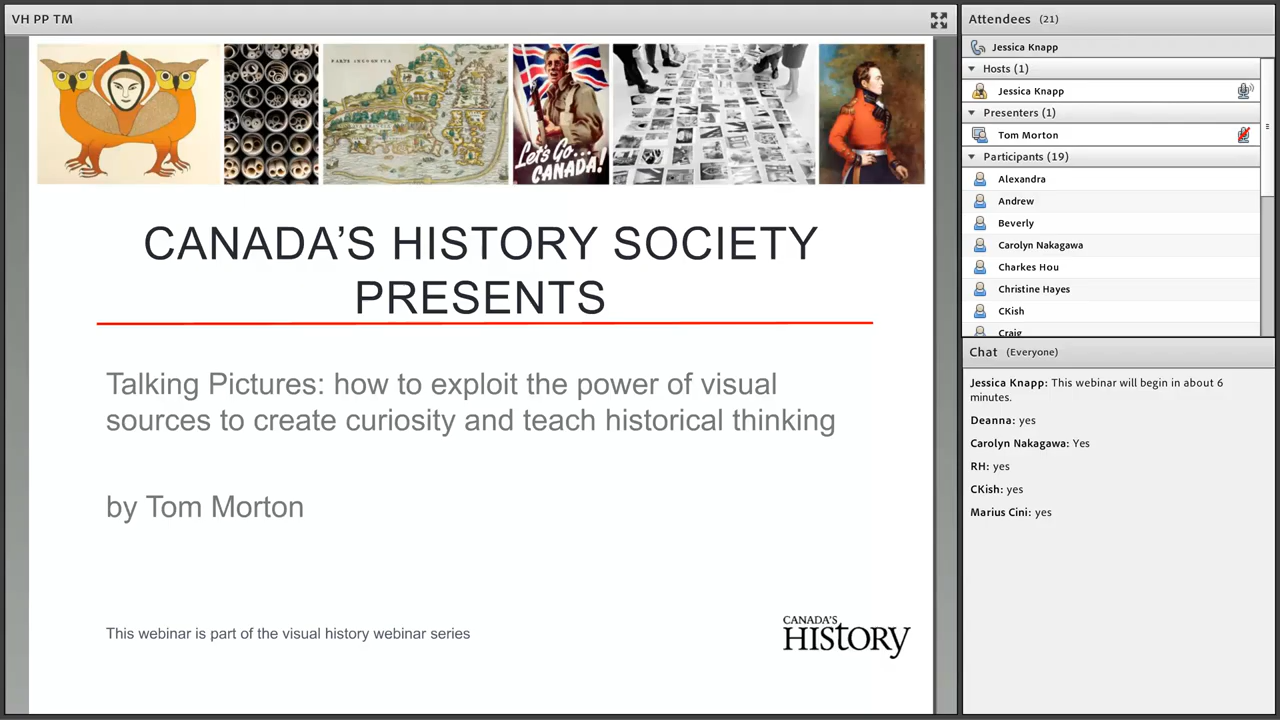 VH PP TM
Let's Go...
CANADA!
CANADA’S HISTORY SOCIETY
PRESENTS
Talking Pictures: how to exploit the power of visual
sources to create curiosity and teach historical thinking
by Tom Morton
This webinar is part of the visual history webinar series
CANADA'S
HISTORY
Attendees (21)
Jessica Knapp
Hosts (1)
Jessica Knapp
Presenters (1)
Tom Morton
Participants (19)
Alexandra
Andrew
Beverly
Carolyn Nakagawa
Charkes Hou
Christine Hayes
CKish
Craig
Chat (Everyone)
Jessica Knapp: This webinar will begin in about 6
minutes.
Deanna: yes
Carolyn Nakagawa: Yes
RH: yes
CKish: yes
Marius Cini: yes